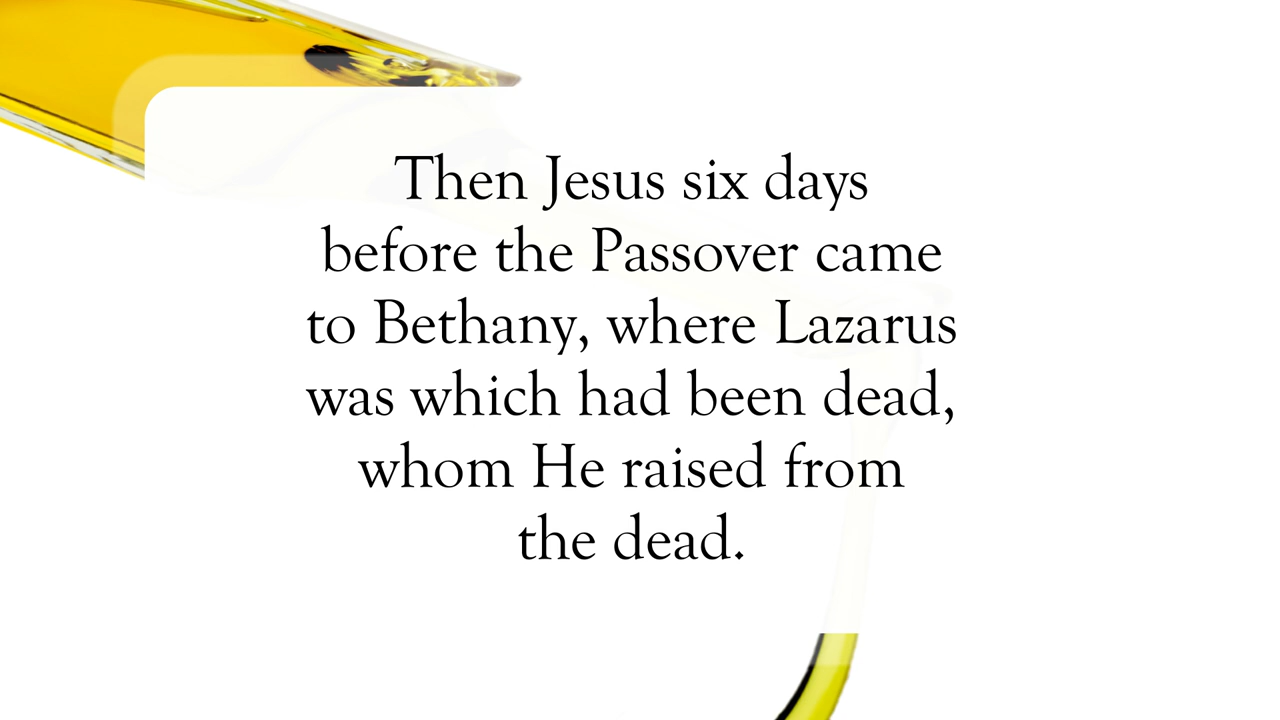 Then Jesus six days
before the Passover came
to Bethany, where Lazarus
was which had been dead,
whom He raised from
the dead.